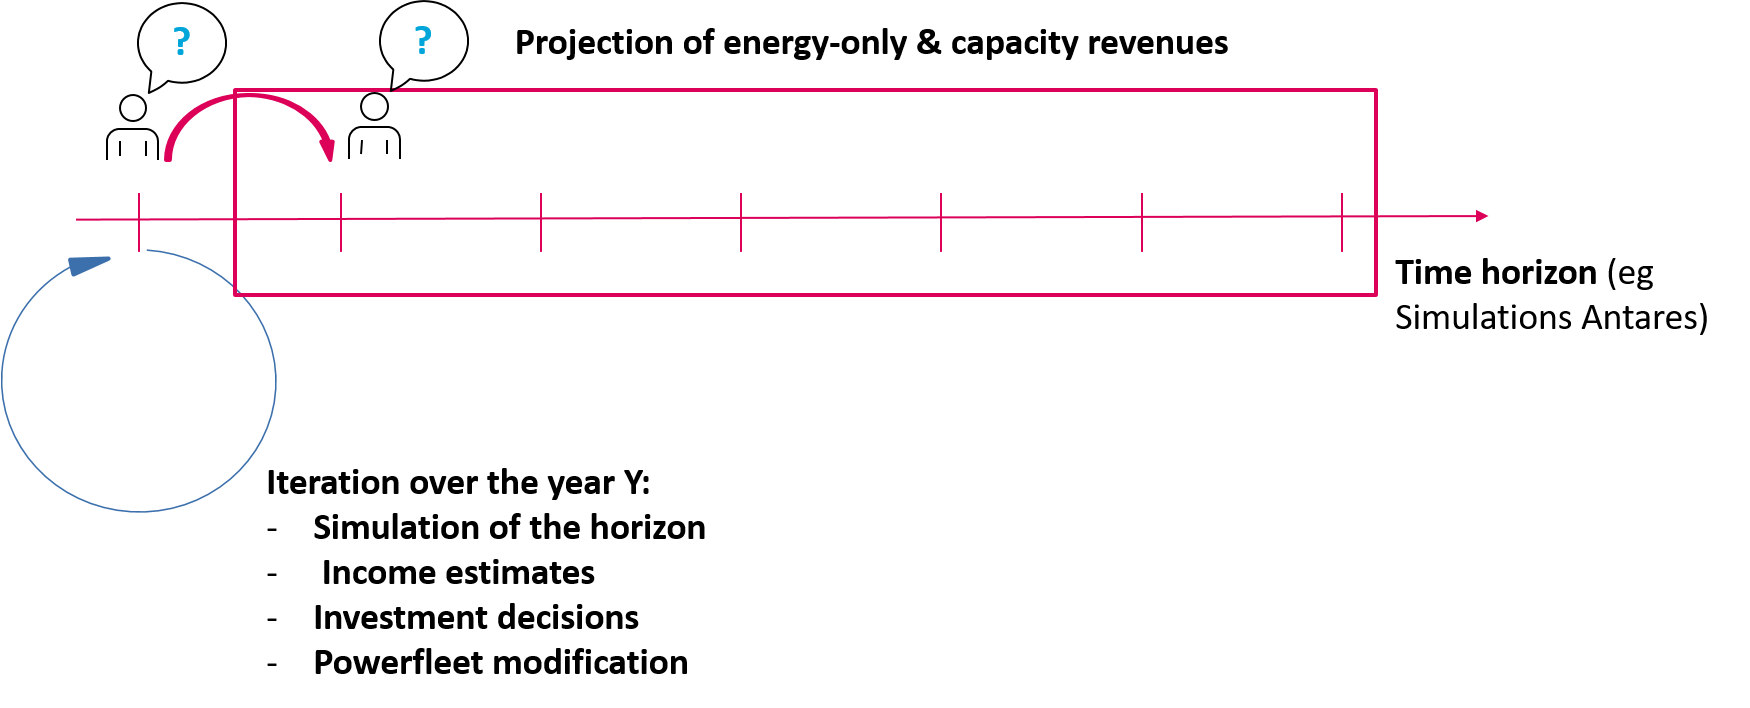 ?
?
Projection of energy-only & capacity revenues
Time horizon (eg
Simulations Antares)
Iteration over the year Y:
- Simulation of the horizon
- Income estimates
- Investment decisions
- Powerfleet modification